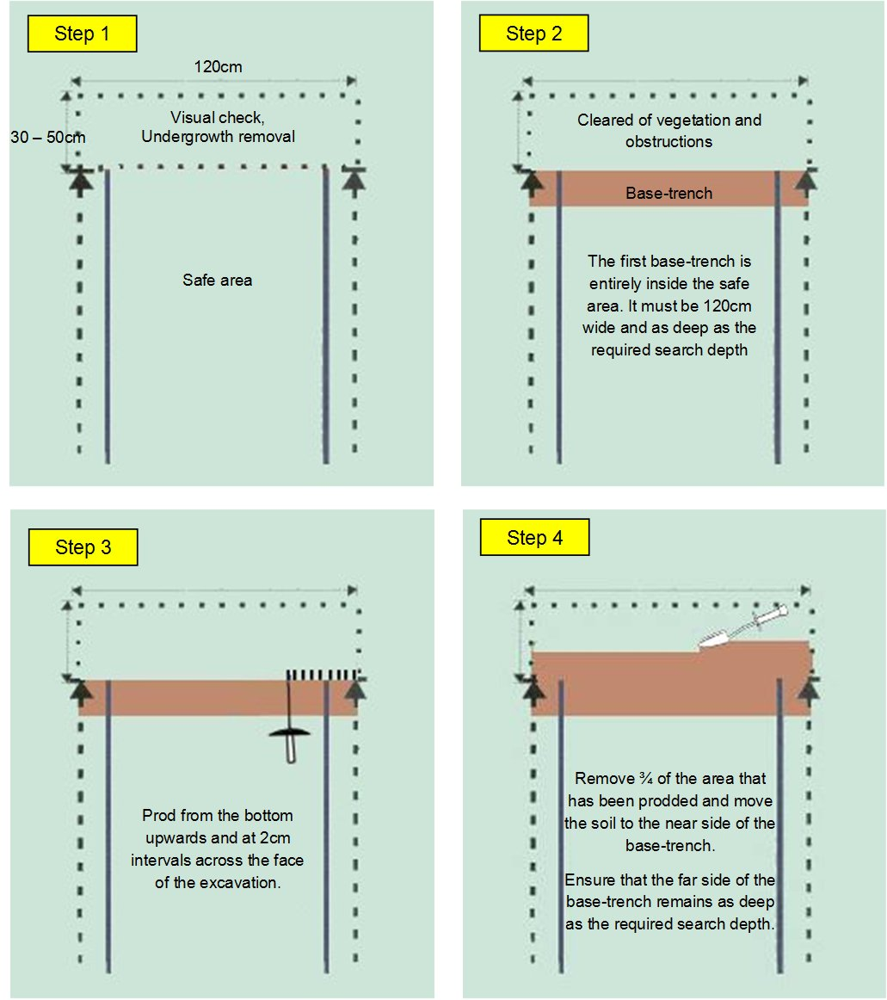 Step 1
120cm
Visual check,
Undergrowth removal
30 – 50cm
Safe area
Step 2
Cleared of vegetation and
obstructions
Base-trench
The first base-trench is
entirely inside the safe
area. It must be 120cm
wide and as deep as the
required search depth
Step 3
Prod from the bottom
upwards and at 2cm
intervals across the face
of the excavation.
Step 4
Remove ¾ of the area that
has been prodded and move
the soil to the near side of the
base-trench.
Ensure that the far side of the
base-trench remains as deep
as the required search depth.